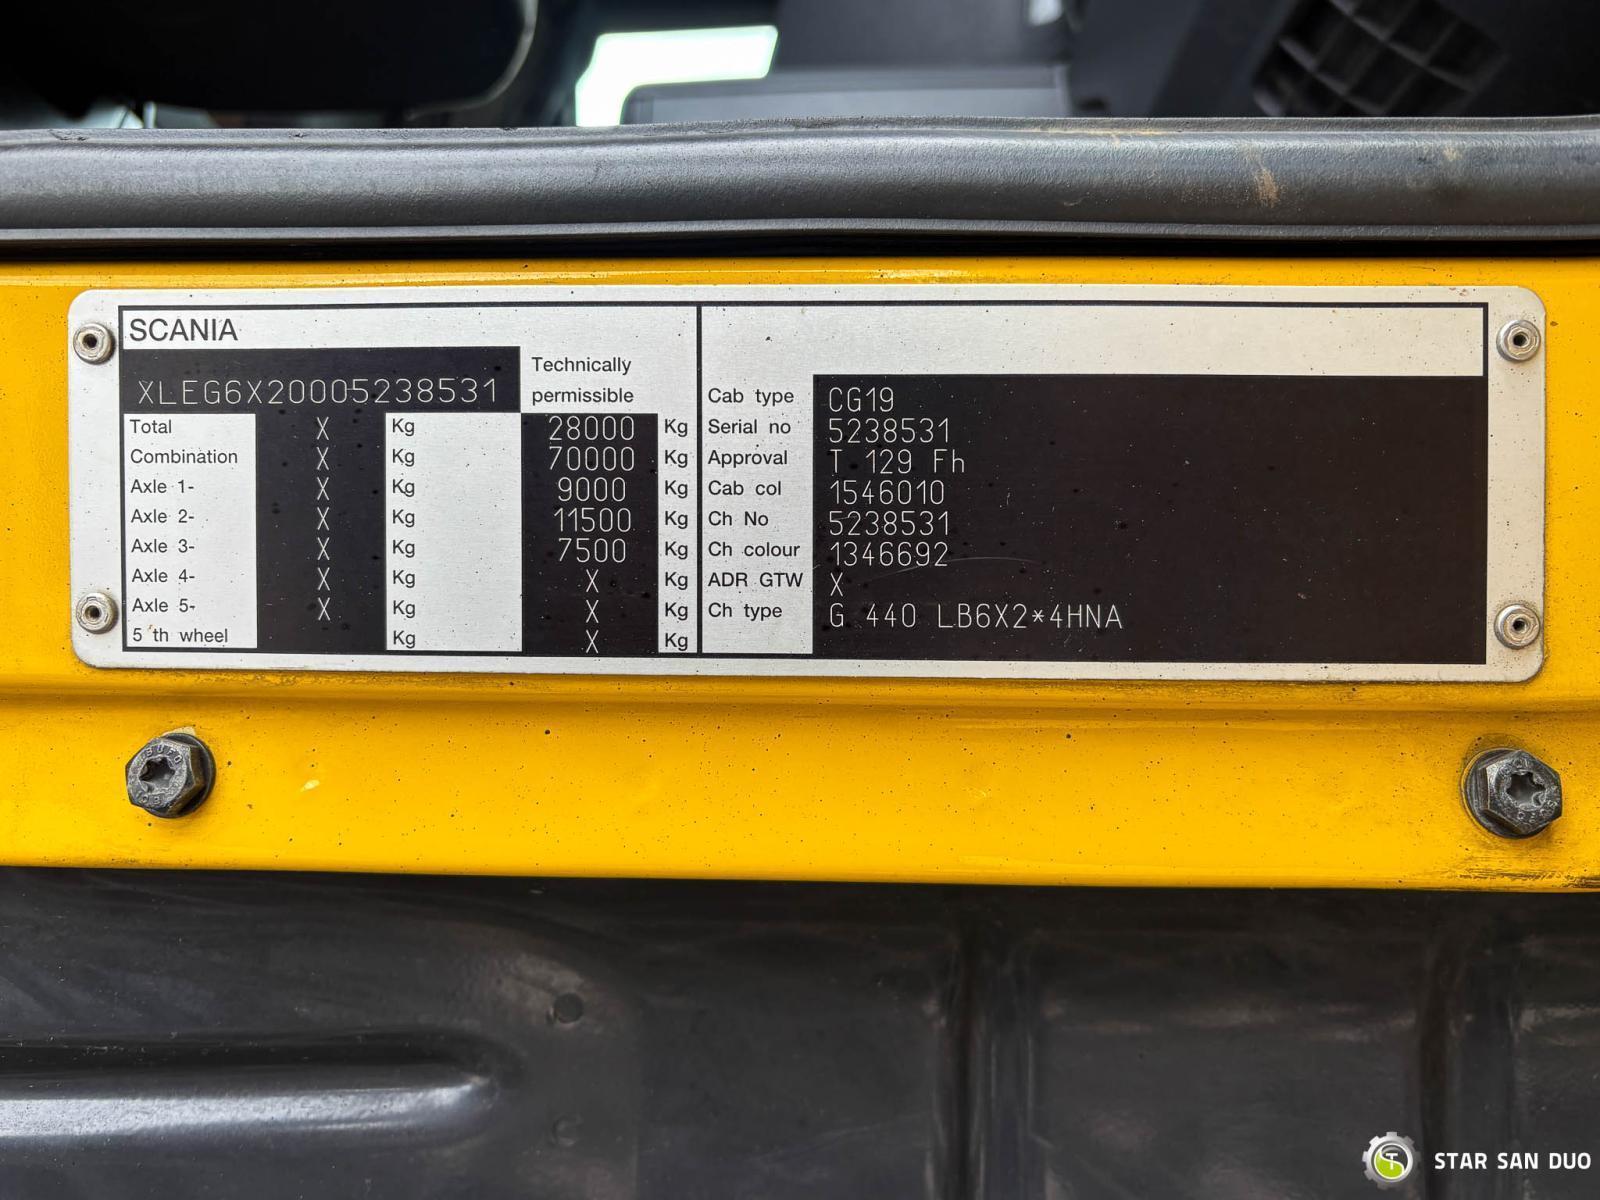 SCANIA
XLEG6X20005238531
Technically
permissible
Total X Kg 28000 Kg
Combination X Kg 70000 Kg
Axle 1- X Kg 9000 Kg
Axle 2- X Kg 11500 Kg
Axle 3- X Kg 7500 Kg
Axle 4- X Kg X Kg
Axle 5- X Kg X Kg
5 th wheel Kg X Kg
Cab type CG19
Serial no 5238531
Approval T 129 Fh
Cab col 1546010
Ch No 5238531
Ch colour 1346692
ADR GTW X
Ch type G 440 LB6X2*4HNA
BUFO
STAR SAN DUO